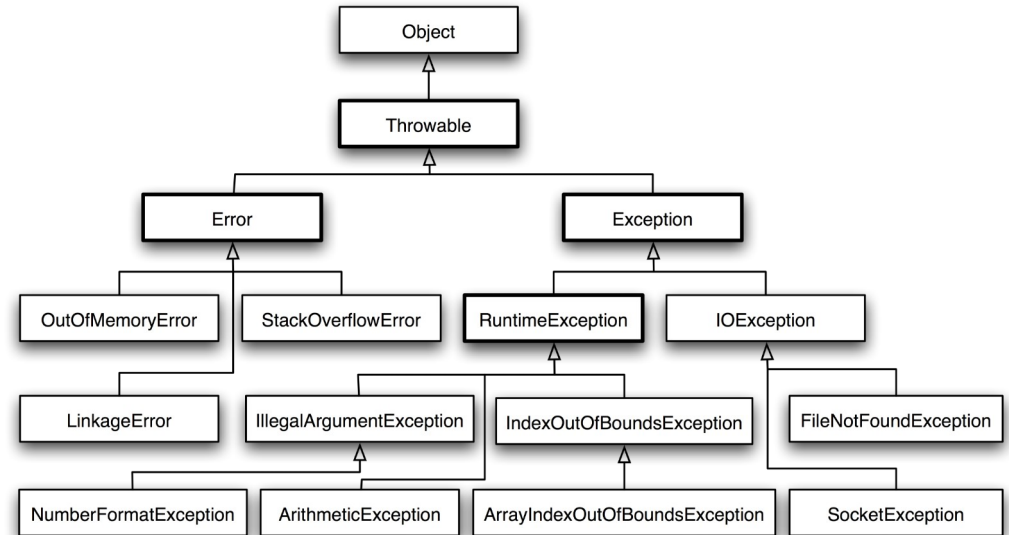 Object
Throwable
Error
Exception
OutOfMemoryError
StackOverflowError
RuntimeException
IOException
LinkageError
IllegalArgumentException
IndexOutOfBoundsException
FileNotFoundException
NumberFormatException
ArithmeticException
ArrayIndexOutOfBoundsException
SocketException